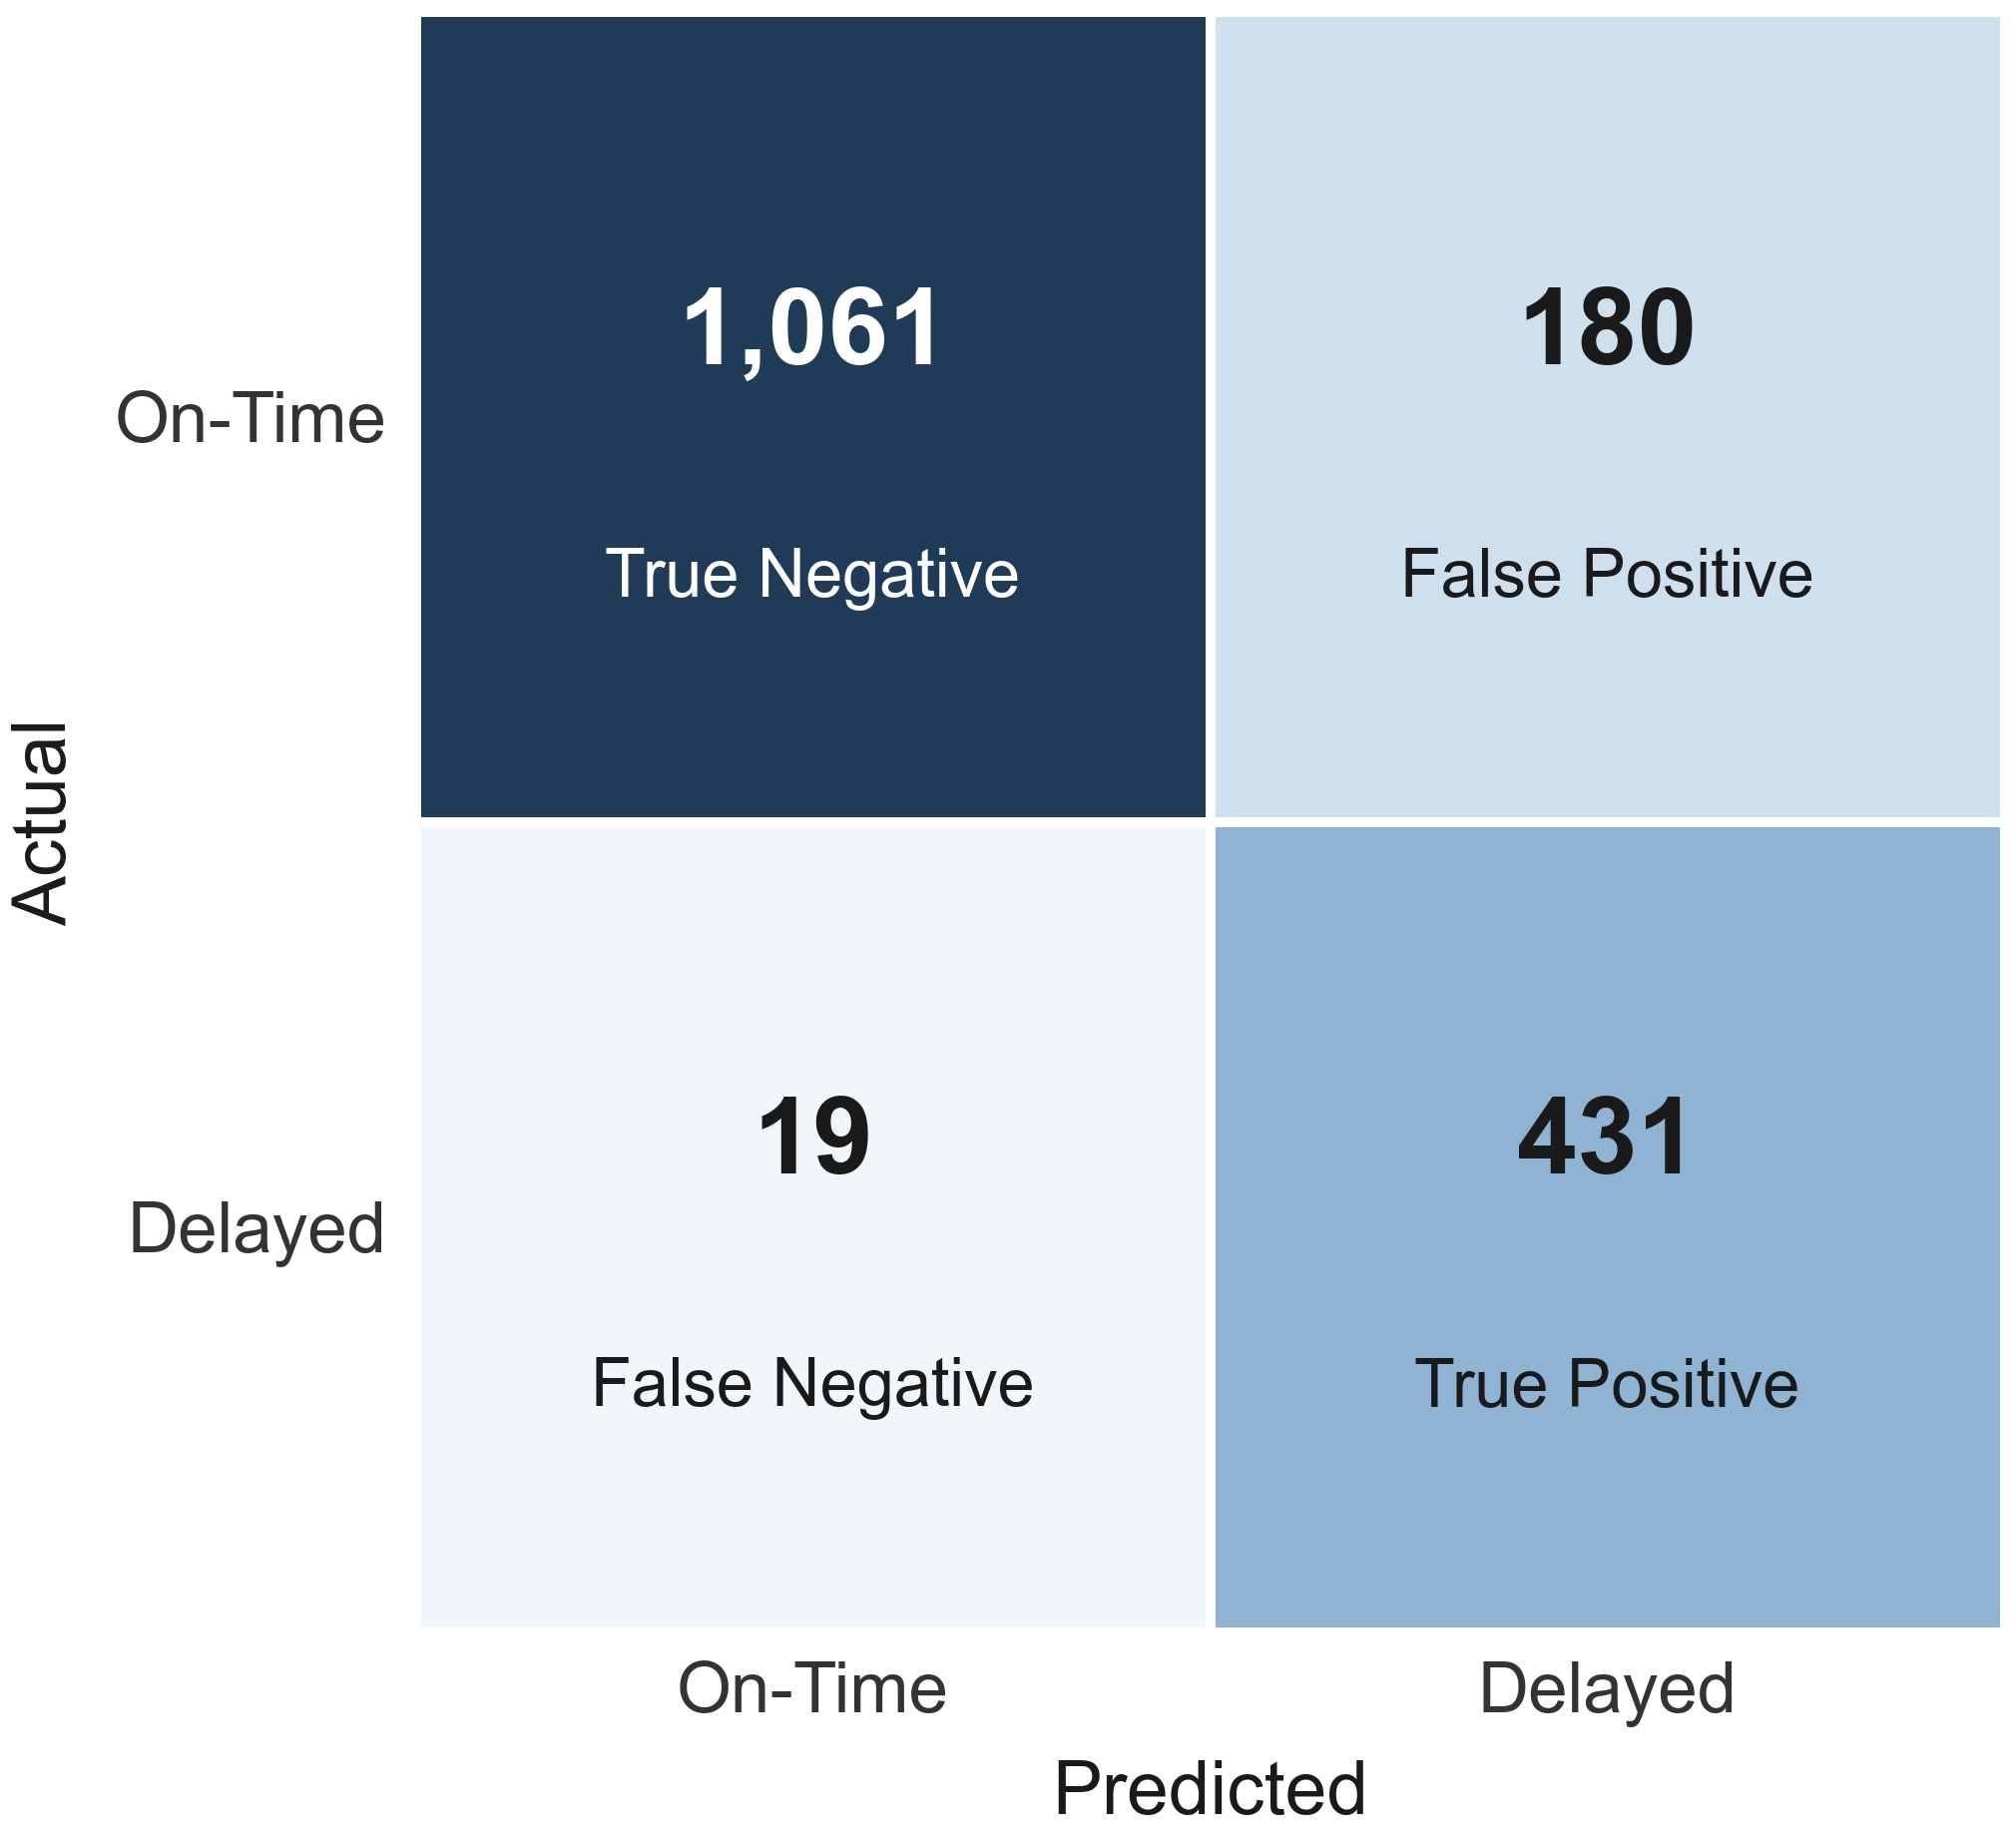 1,061
180
On-Time
True Negative
False Positive
Actual
19
431
Delayed
False Negative
True Positive
On-Time
Delayed
Predicted